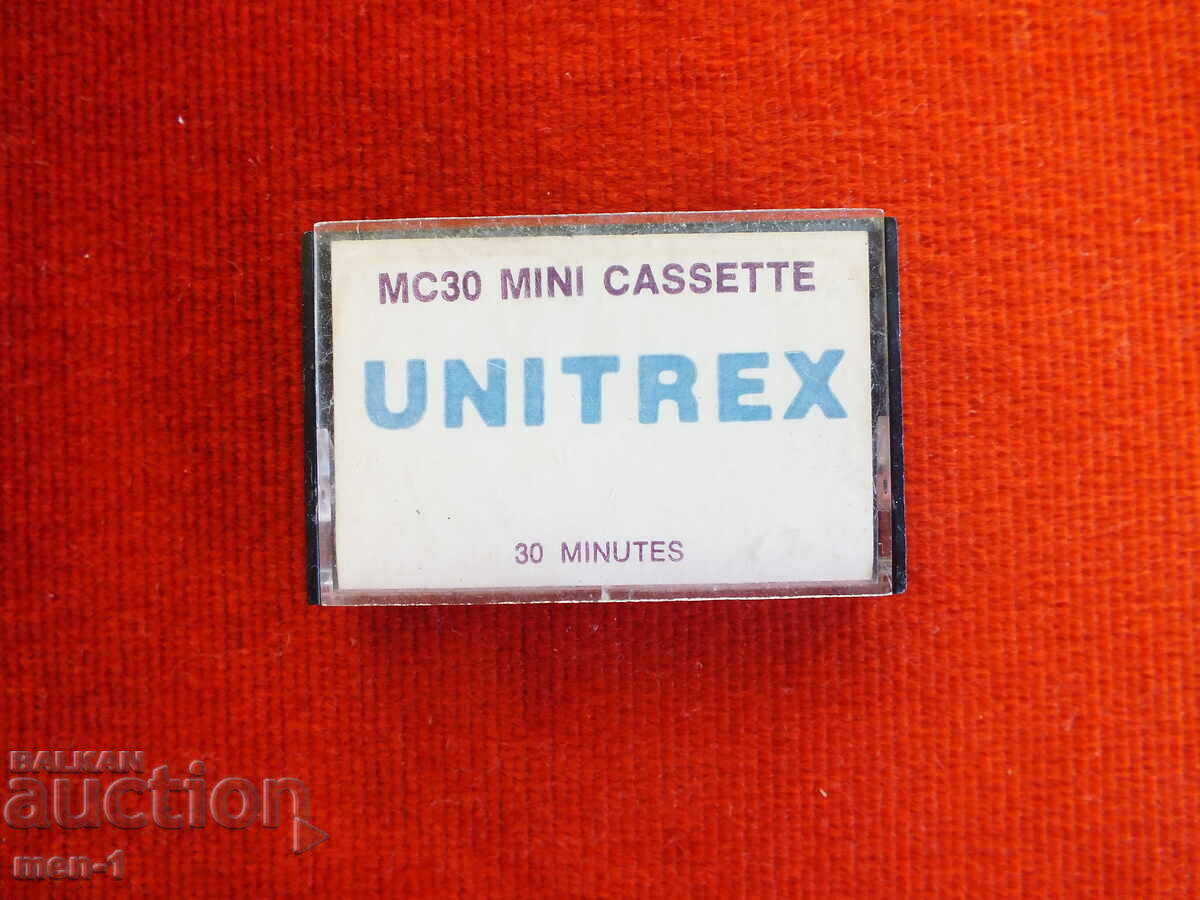 MC30 MINI CASSETTE
UNITREX
30 MINUTES
BALKAN
auction
men-1